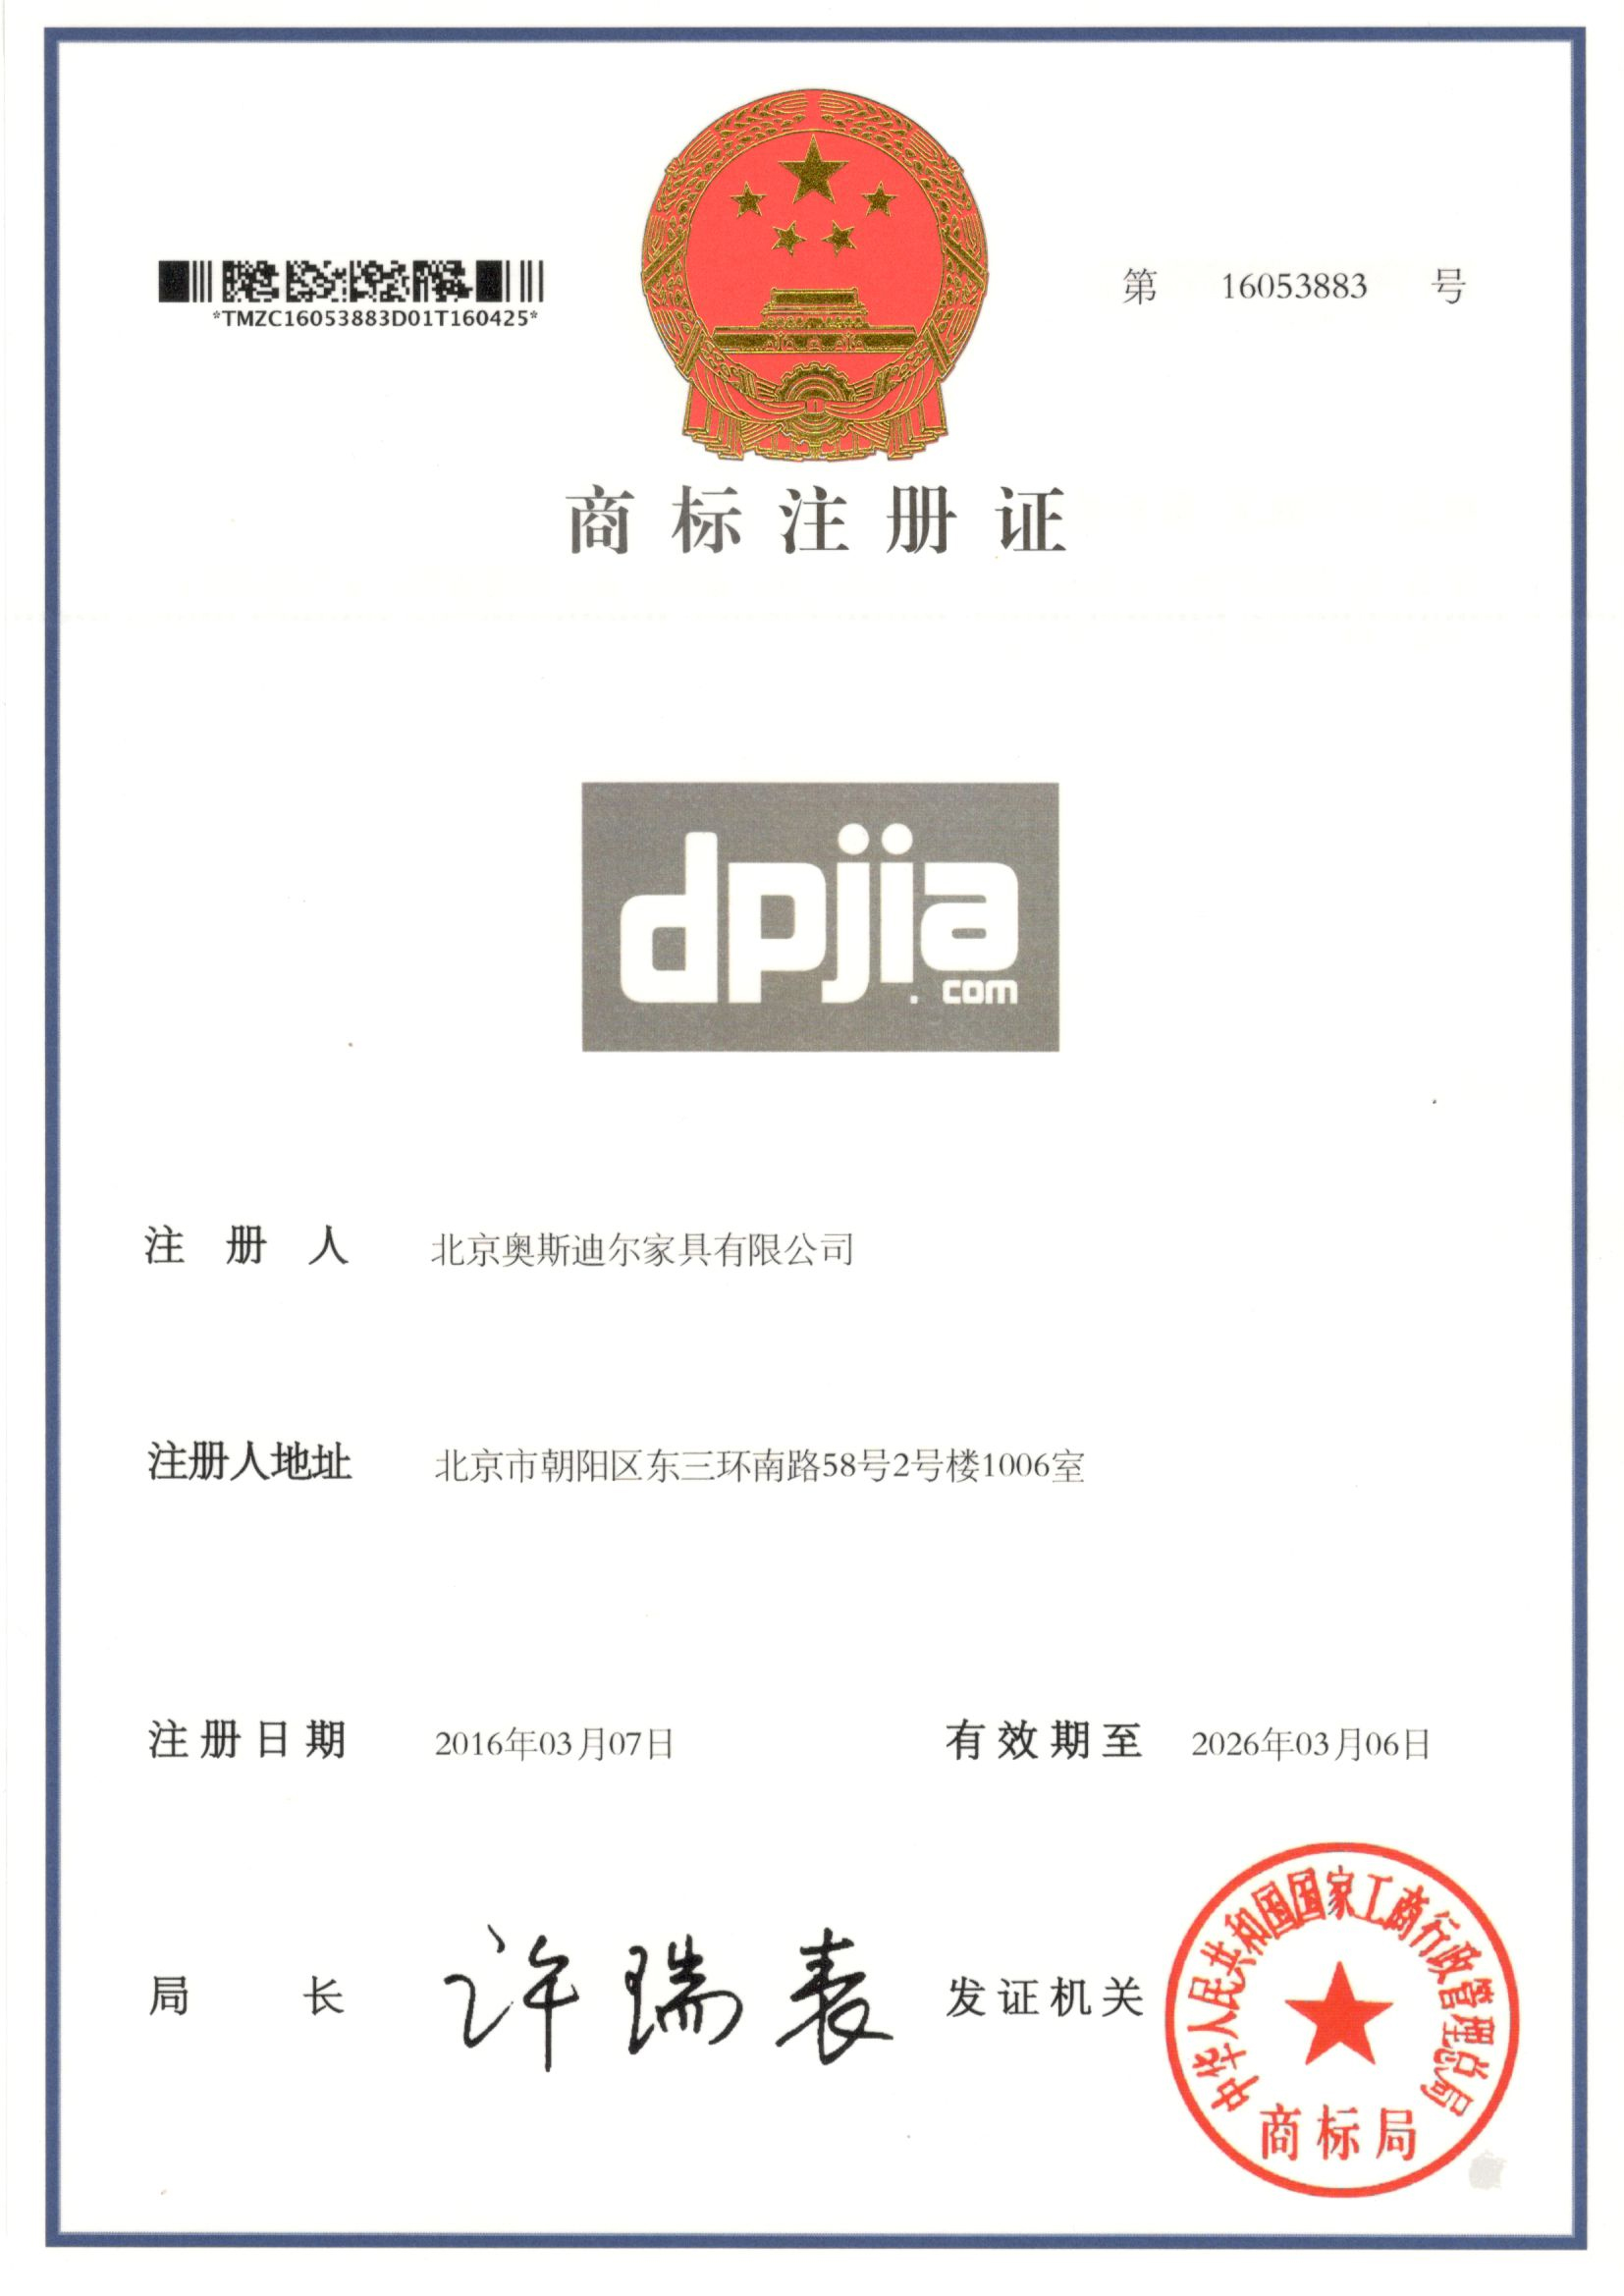 *TMZC16053883D01T160425*
第 16053883 号
商标注册证
dpjia
.com
注册人 北京奥斯迪尔家具有限公司
注册人地址 北京市朝阳区东三环南路58号2号楼1006室
注册日期 2016年03月07日 有效期至 2026年03月06日
局长 许瑞表 发证机关
中华人民共和国国家工商行政管理总局
商标局